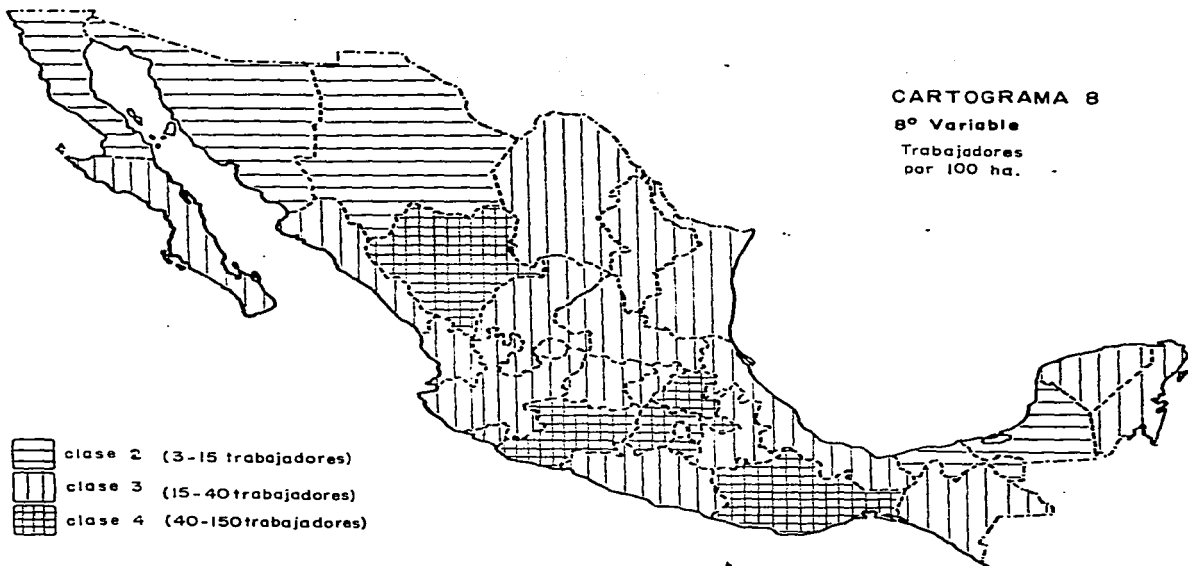 CARTOGRAMA 8
8º Variable
Trabajadores
por 100 ha.
clase 2 (3-15 trabajadores)
clase 3 (15-40 trabajadores)
clase 4 (40-150 trabajadores)